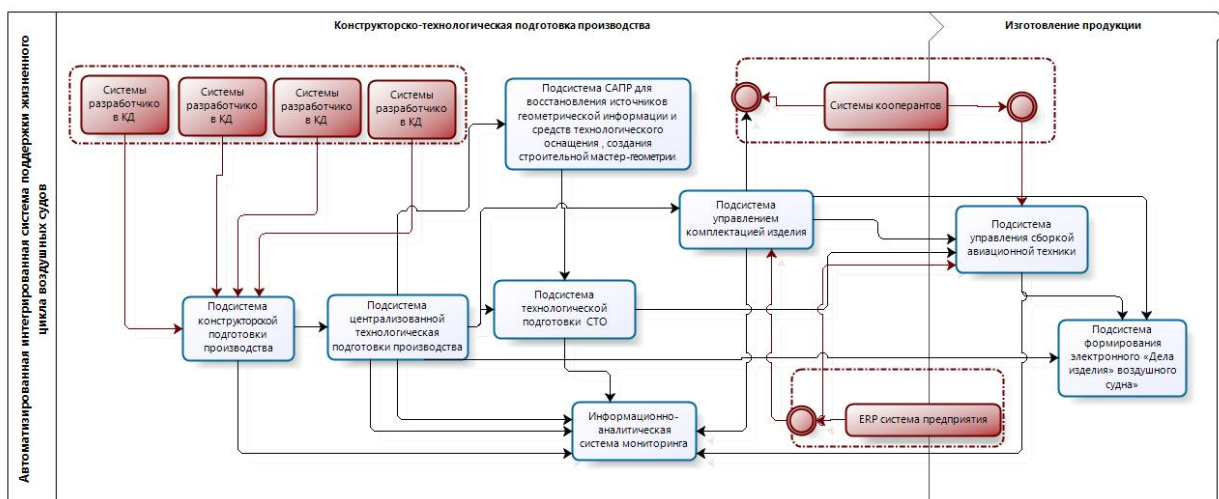 Конструкторско-технологическая подготовка производства
Изготовление продукции
Автоматизированная интегрированная система поддержки жизненного
цикла воздушных судов
Системы
разработчико
в КД
Системы
разработчико
в КД
Системы
разработчико
в КД
Системы
разработчико
в КД
Подсистема САПР для
восстановления источников
геометрической информации и
средств технологического
оснащения , создания
строительной мастер-геометрии
Системы кооперантов
Подсистема
управлением
комплектацией изделия
Подсистема
управления сборкой
авиационной техники
Подсистема
конструкторской
подготовки
производства
Подсистема
централизованной
технологическая
подготовки производства
Подсистема
технологической
подготовки СТО
Подсистема
формирования
электронного «Дела
изделия» воздушного
судна»
Информационно-
аналитическая
система мониторинга
ERP система предприятия